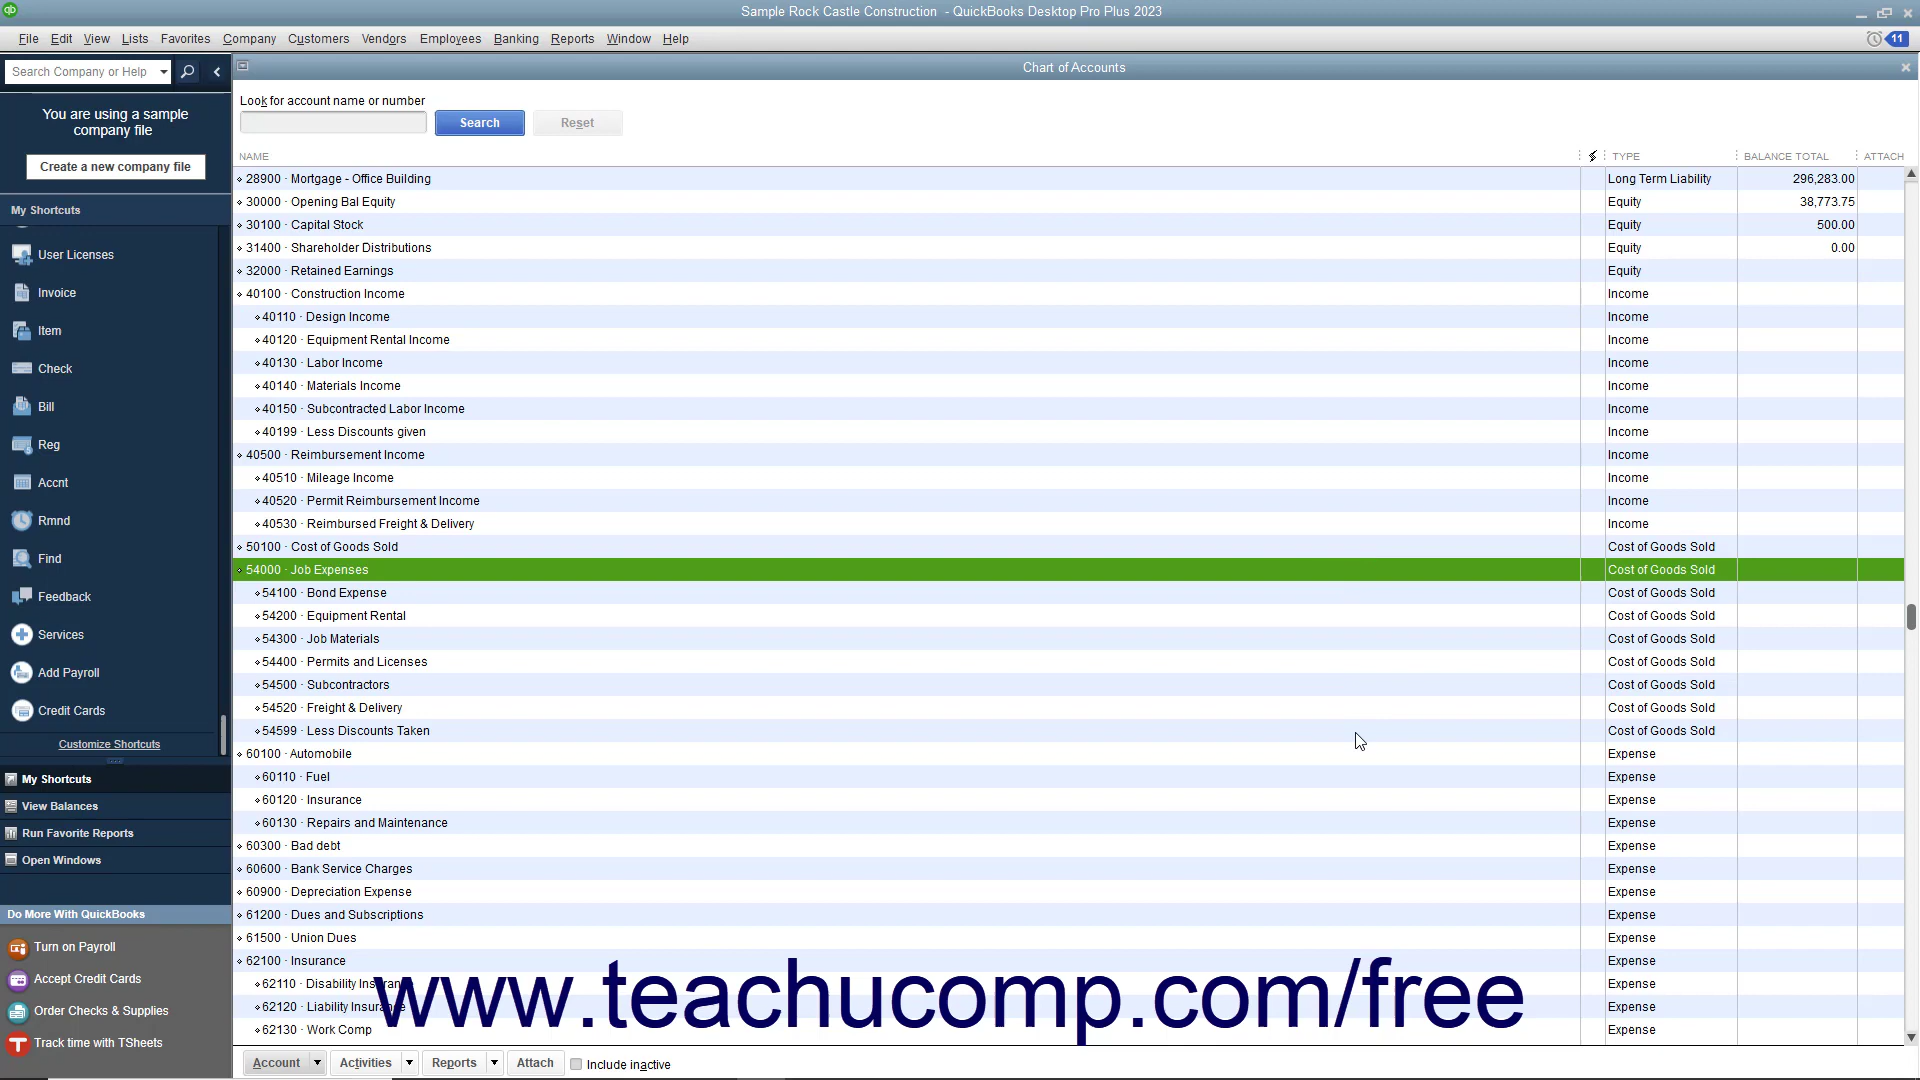 Sample Rock Castle Construction - QuickBooks Desktop Pro Plus 2023
File Edit View Lists Favorites Company Customers Vendors Employees Banking Reports Window Help
11
Search Company or Help
Chart of Accounts
You are using a sample
company file
Create a new company file
Look for account name or number
Search
Reset
NAME TYPE BALANCE TOTAL ATTACH
28900 · Mortgage - Office Building Long Term Liability 296,283.00
30000 · Opening Bal Equity Equity 38,773.75
30100 · Capital Stock Equity 500.00
31400 · Shareholder Distributions Equity 0.00
32000 · Retained Earnings Equity
40100 · Construction Income Income
40110 · Design Income Income
40120 · Equipment Rental Income Income
40130 · Labor Income Income
40140 · Materials Income Income
40150 · Subcontracted Labor Income Income
40199 · Less Discounts given Income
40500 · Reimbursement Income Income
40510 · Mileage Income Income
40520 · Permit Reimbursement Income Income
40530 · Reimbursed Freight & Delivery Income
50100 · Cost of Goods Sold Cost of Goods Sold
54000 · Job Expenses Cost of Goods Sold
54100 · Bond Expense Cost of Goods Sold
54200 · Equipment Rental Cost of Goods Sold
54300 · Job Materials Cost of Goods Sold
54400 · Permits and Licenses Cost of Goods Sold
54500 · Subcontractors Cost of Goods Sold
54520 · Freight & Delivery Cost of Goods Sold
54599 · Less Discounts Taken Cost of Goods Sold
60100 · Automobile Expense
60110 · Fuel Expense
60120 · Insurance Expense
60130 · Repairs and Maintenance Expense
60300 · Bad debt Expense
60600 · Bank Service Charges Expense
60900 · Depreciation Expense Expense
61200 · Dues and Subscriptions Expense
61500 · Union Dues Expense
62100 · Insurance Expense
62110 · Disability Insurance Expense
62120 · Liability Insurance Expense
62130 · Work Comp Expense
My Shortcuts
User Licenses
Invoice
Item
Check
Bill
Reg
Accnt
Rmnd
Find
Feedback
Services
Add Payroll
Credit Cards
Customize Shortcuts
My Shortcuts
View Balances
Run Favorite Reports
Open Windows
Do More With QuickBooks
Turn on Payroll
Accept Credit Cards
Order Checks & Supplies
Track time with TSheets
www.teachucomp.com/free
Account Activities Reports Attach Include inactive